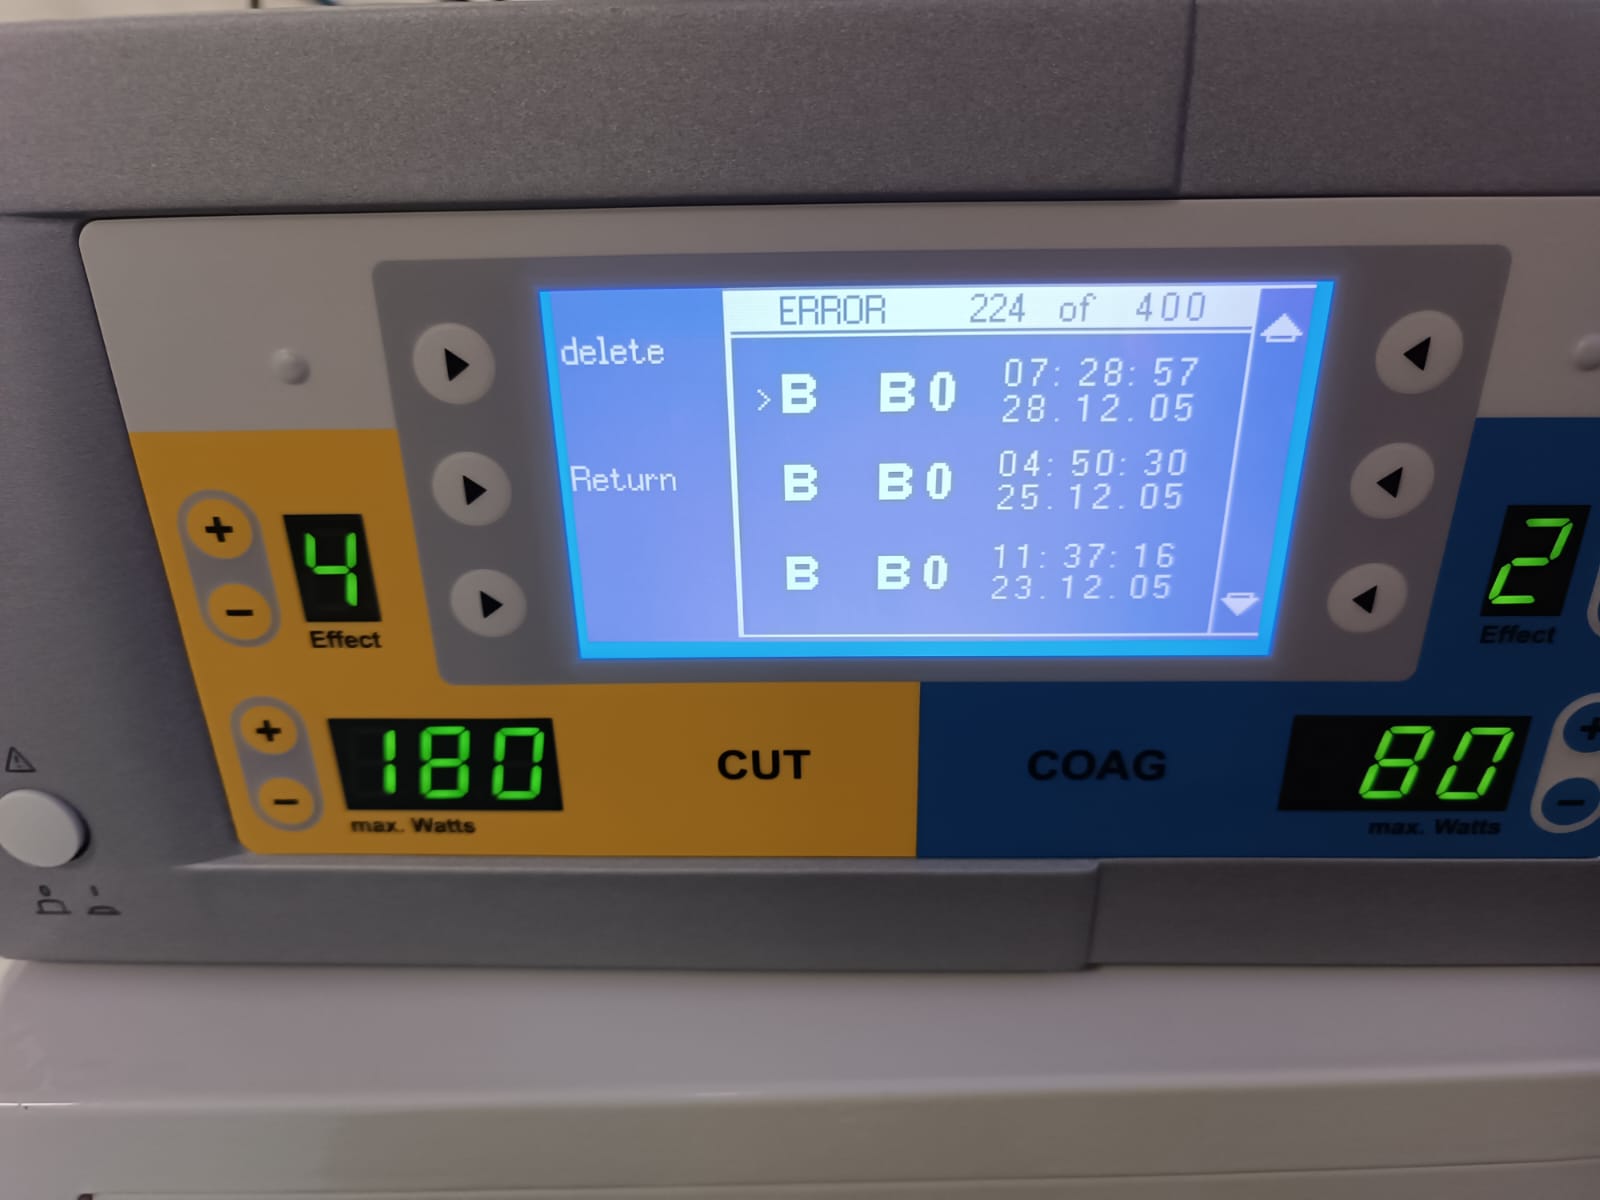 ERROR 224 of 400
delete
>B B0 07:28:57
28.12.05
Return
B B0 04:50:30
25.12.05
B B0 11:37:16
23.12.05
+
-
4
Effect
2
Effect
+
-
180
max. Watts
CUT
COAG
80
max. Watts
+
-